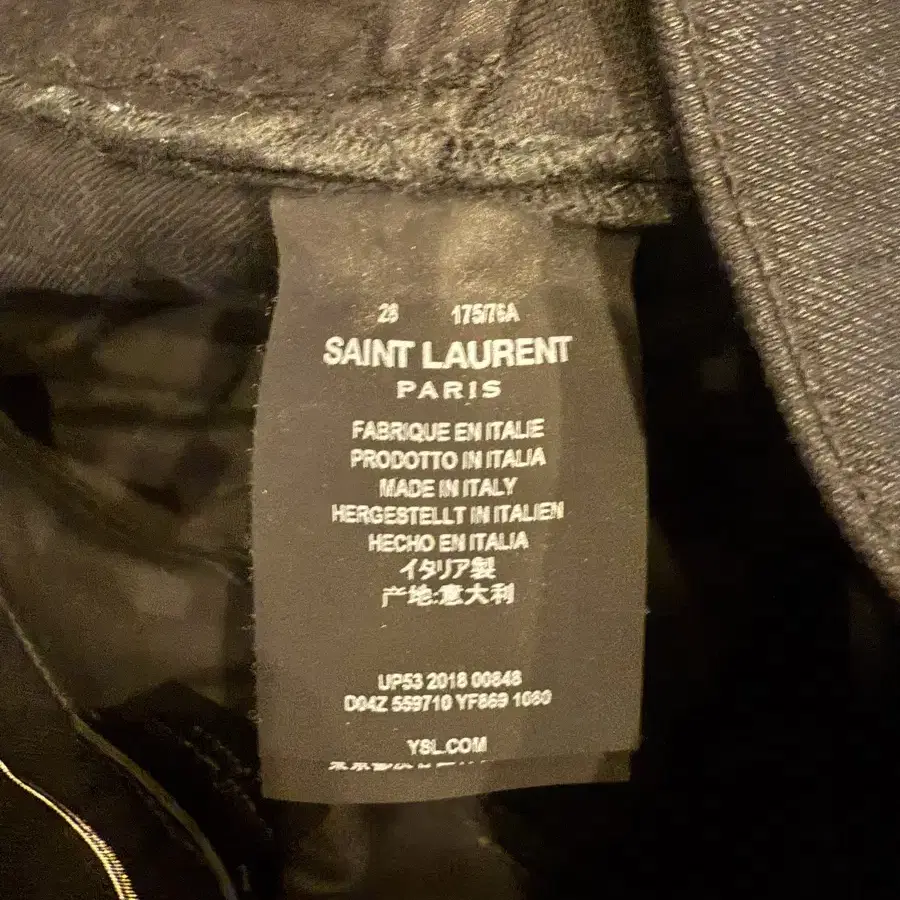 28 175/76A
SAINT LAURENT
PARIS
FABRIQUE EN ITALIE
PRODOTTO IN ITALIA
MADE IN ITALY
HERGESTELLT IN ITALIEN
HECHO EN ITALIA
イタリア製
产地:意大利
UP53 2018 00848
D04Z 559710 YF869 1080
YSL.COM